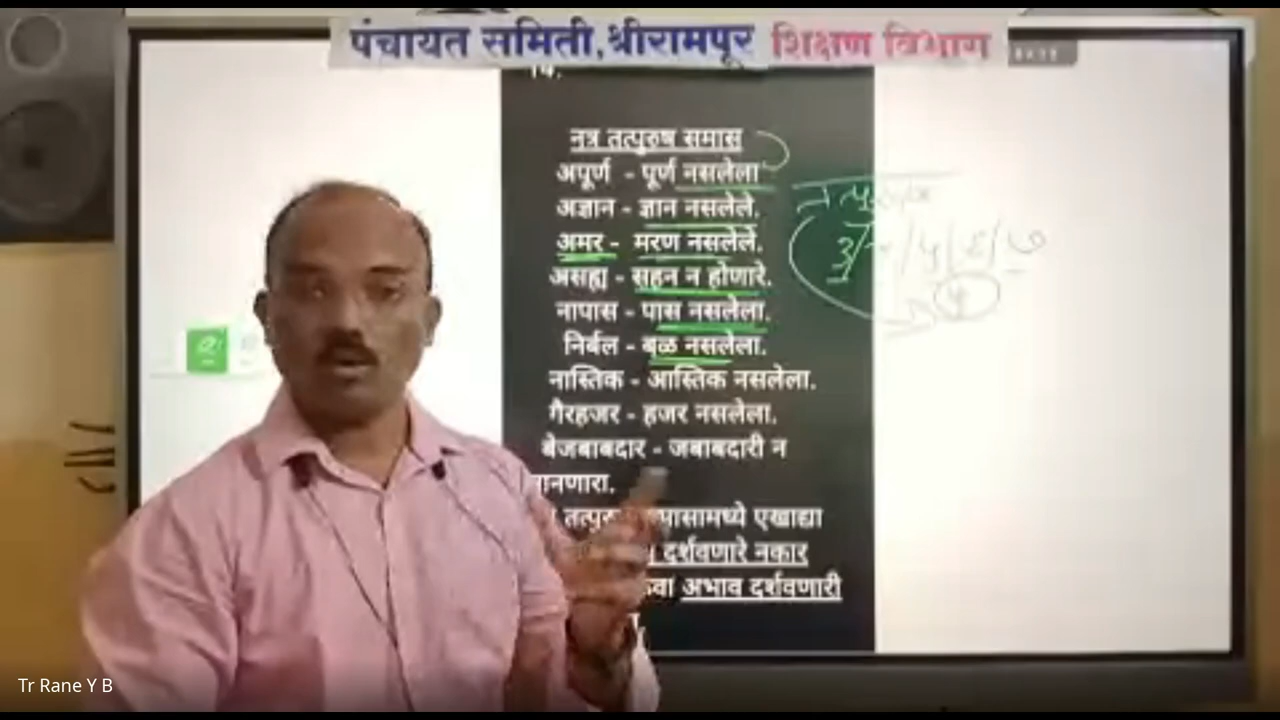 पंचायत समिती,श्रीरामपूर शिक्षण विभाग
नत्र तत्पुरुष समास
अपूर्ण - पूर्ण नसलेला
अज्ञान - ज्ञान नसलेले.
अमर - मरण नसलेले.
असह्य - सहन न होणारे.
नापास - पास नसलेला.
निर्बल - बळ नसलेला.
नास्तिक - आस्तिक नसलेला.
गैरहजर - हजर नसलेला.
बेजबाबदार - जबाबदारी न
तत्पुरुष
एखाद्या
दर्शवणारे नकार
अभाव दर्शवणारी
Tr Rane Y B